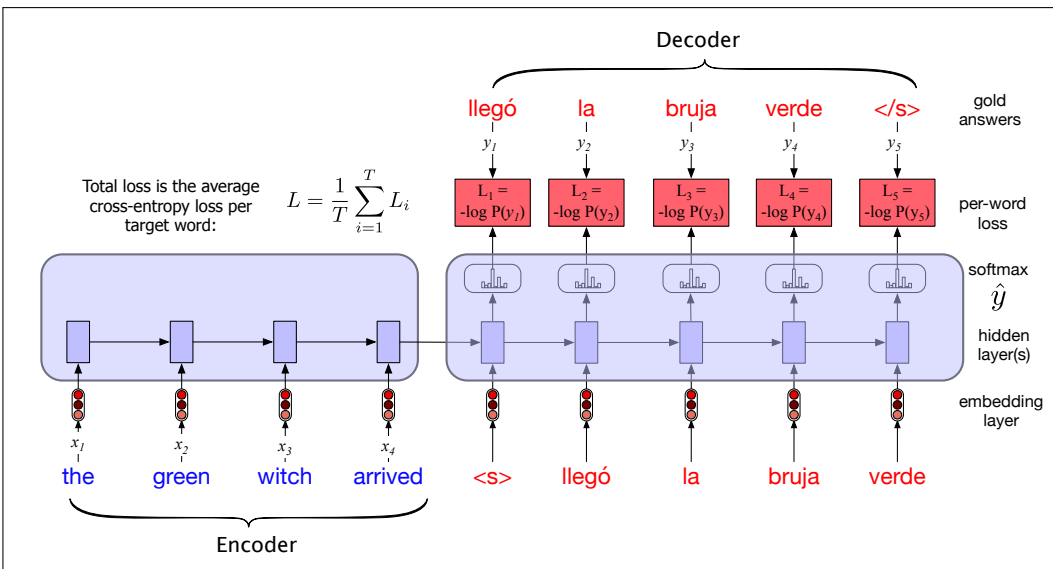 Decoder
llegó la bruja verde </s>
gold
answers
y1 y2 y3 y4 y5
Total loss is the average
cross-entropy loss per
target word:
L = 1/T ∑_{i=1}^{T} L_i
L1 =
-log P(y1)
L2 =
-log P(y2)
L3 =
-log P(y3)
L4 =
-log P(y4)
L5 =
-log P(y5)
per-word
loss
softmax
ŷ
hidden
layer(s)
embedding
layer
x1 x2 x3 x4
the green witch arrived <s> llegó la bruja verde
Encoder